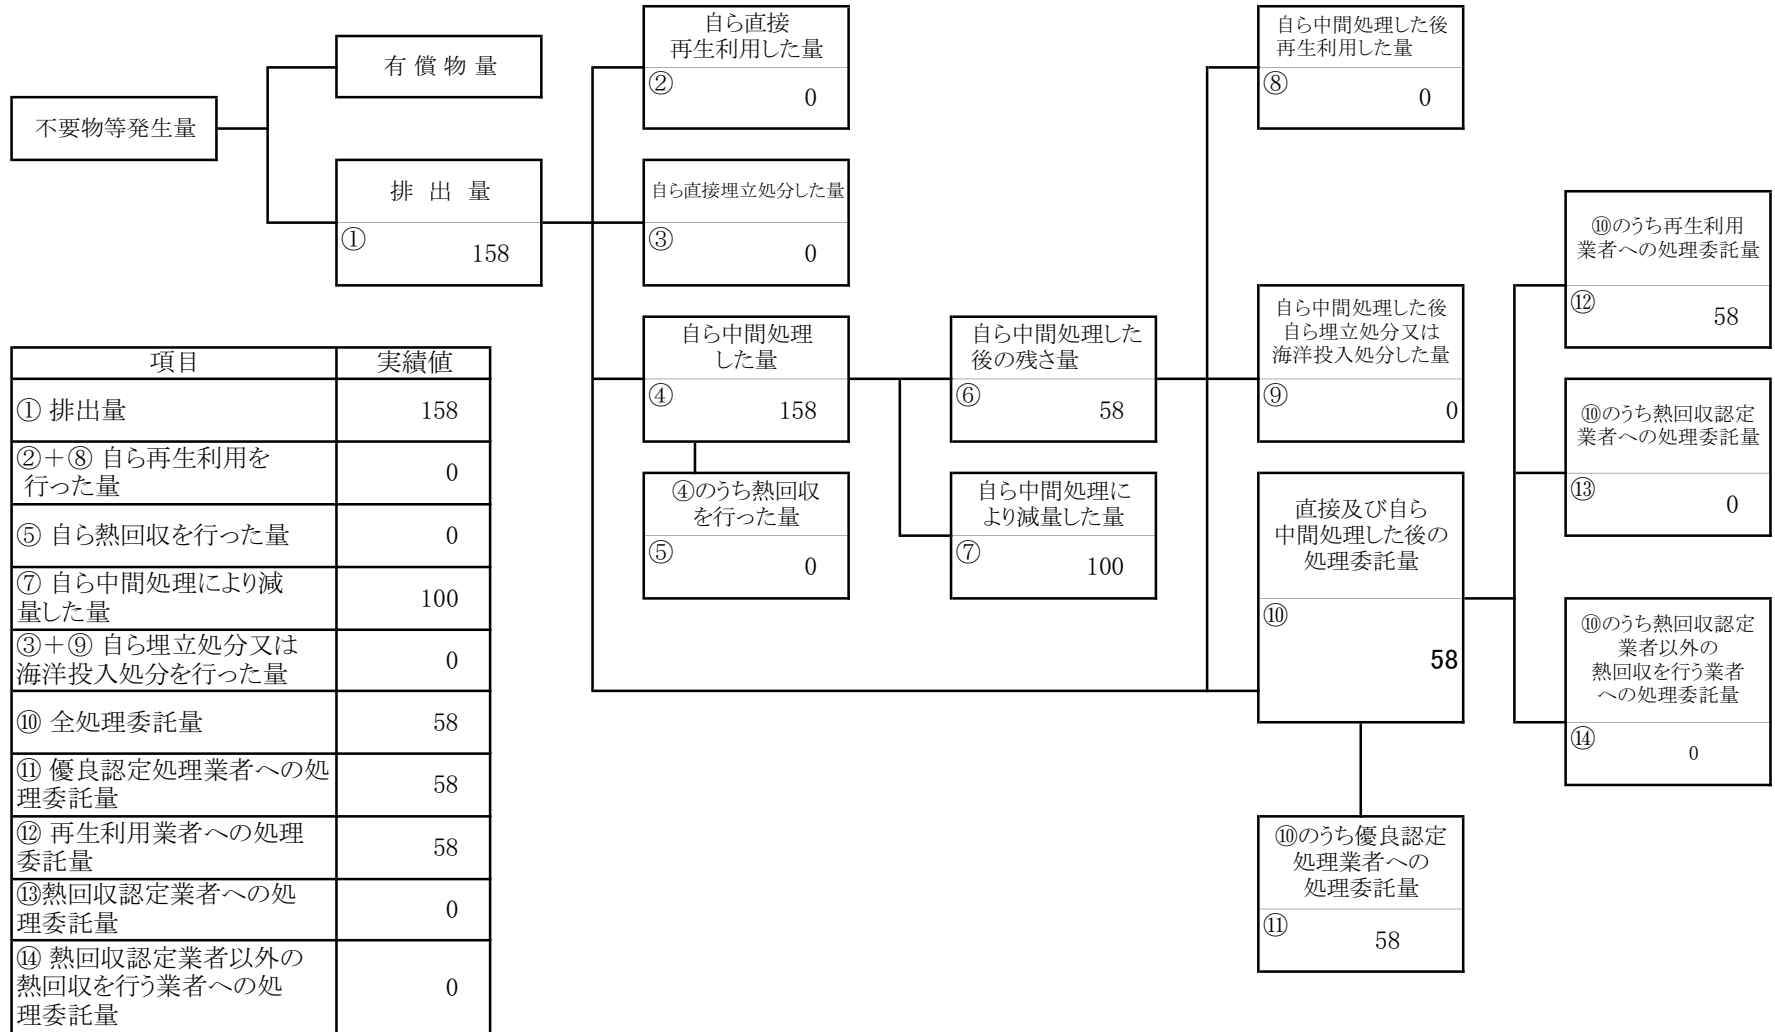 不要物等発生量
有 償 物 量
排 出 量
①
158
自ら直接
再生利用した量
②
0
自ら直接埋立処分した量
③
0
自ら中間処理
した量
④
158
④のうち熱回収
を行った量
⑤
0
自ら中間処理した
後の残さ量
⑥
58
自ら中間処理に
より減量した量
⑦
100
自ら中間処理した後
再生利用した量
⑧
0
自ら中間処理した後
自ら埋立処分又は
海洋投入処分した量
⑨
0
直接及び自ら
中間処理した後の
処理委託量
⑩
58
⑩のうち優良認定
処理業者への
処理委託量
⑪
58
⑩のうち再生利用
業者への処理委託量
⑫
58
⑩のうち熱回収認定
業者への処理委託量
⑬
0
⑩のうち熱回収認定
業者以外の
熱回収を行う業者
への処理委託量
⑭
0
項目 実績値
① 排出量 158
②+⑧ 自ら再生利用を
行った量 0
⑤ 自ら熱回収を行った量 0
⑦ 自ら中間処理により減
量した量 100
③+⑨ 自ら埋立処分又は
海洋投入処分を行った量 0
⑩ 全処理委託量 58
⑪ 優良認定処理業者への処
理委託量 58
⑫ 再生利用業者への処理
委託量 58
⑬熱回収認定業者への処
理委託量 0
⑭ 熱回収認定業者以外の
熱回収を行う業者への処
理委託量 0